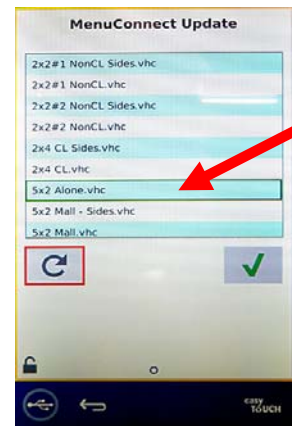 MenuConnect Update
2x2#1 NonCL Sides.vhc
2x2#1 NonCL.vhc
2x2#2 NonCL Sides.vhc
2x2#2 NonCL.vhc
2x4 CL Sides.vhc
2x4 CL.vhc
5x2 Alone.vhc
5x2 Mall - Sides.vhc
5x2 Mall.vhc
easy
TOUCH